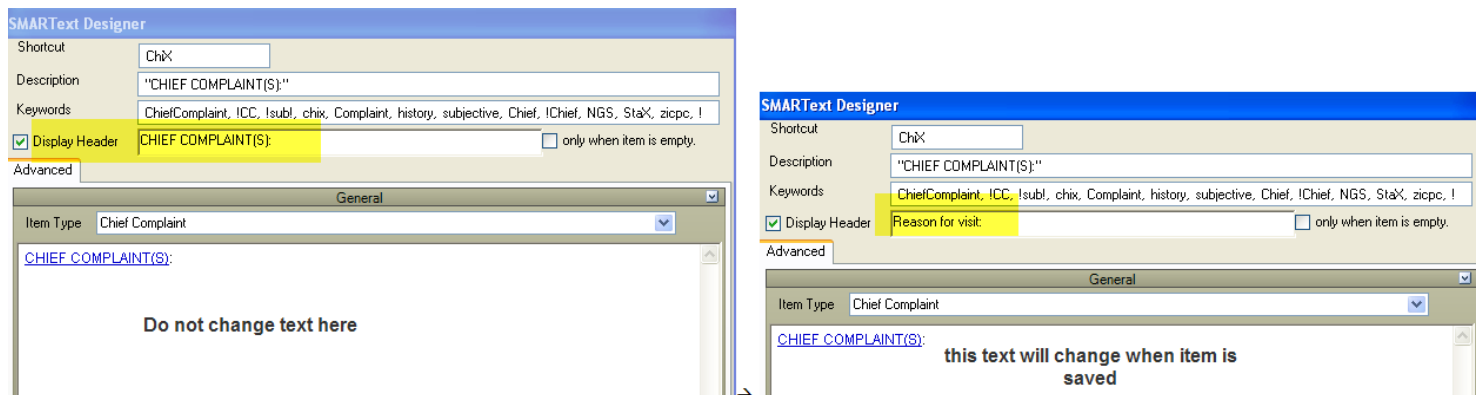 SMARText Designer
Shortcut ChiX
Description "CHIEF COMPLAINT(S):"
Keywords ChiefComplaint, !CC, !sub!, chix, Complaint, history, subjective, Chief, !Chief, NGS, StaX, zicpc, !
Display Header CHIEF COMPLAINT(S): only when item is empty.
Advanced
General
Item Type Chief Complaint
CHIEF COMPLAINT(S):
Do not change text here
→
SMARText Designer
Shortcut ChiX
Description "CHIEF COMPLAINT(S):"
Keywords ChiefComplaint, !CC, !sub!, chix, Complaint, history, subjective, Chief, !Chief, NGS, StaX, zicpc, !
Display Header Reason for visit: only when item is empty.
Advanced
General
Item Type Chief Complaint
CHIEF COMPLAINT(S):
this text will change when item is
saved